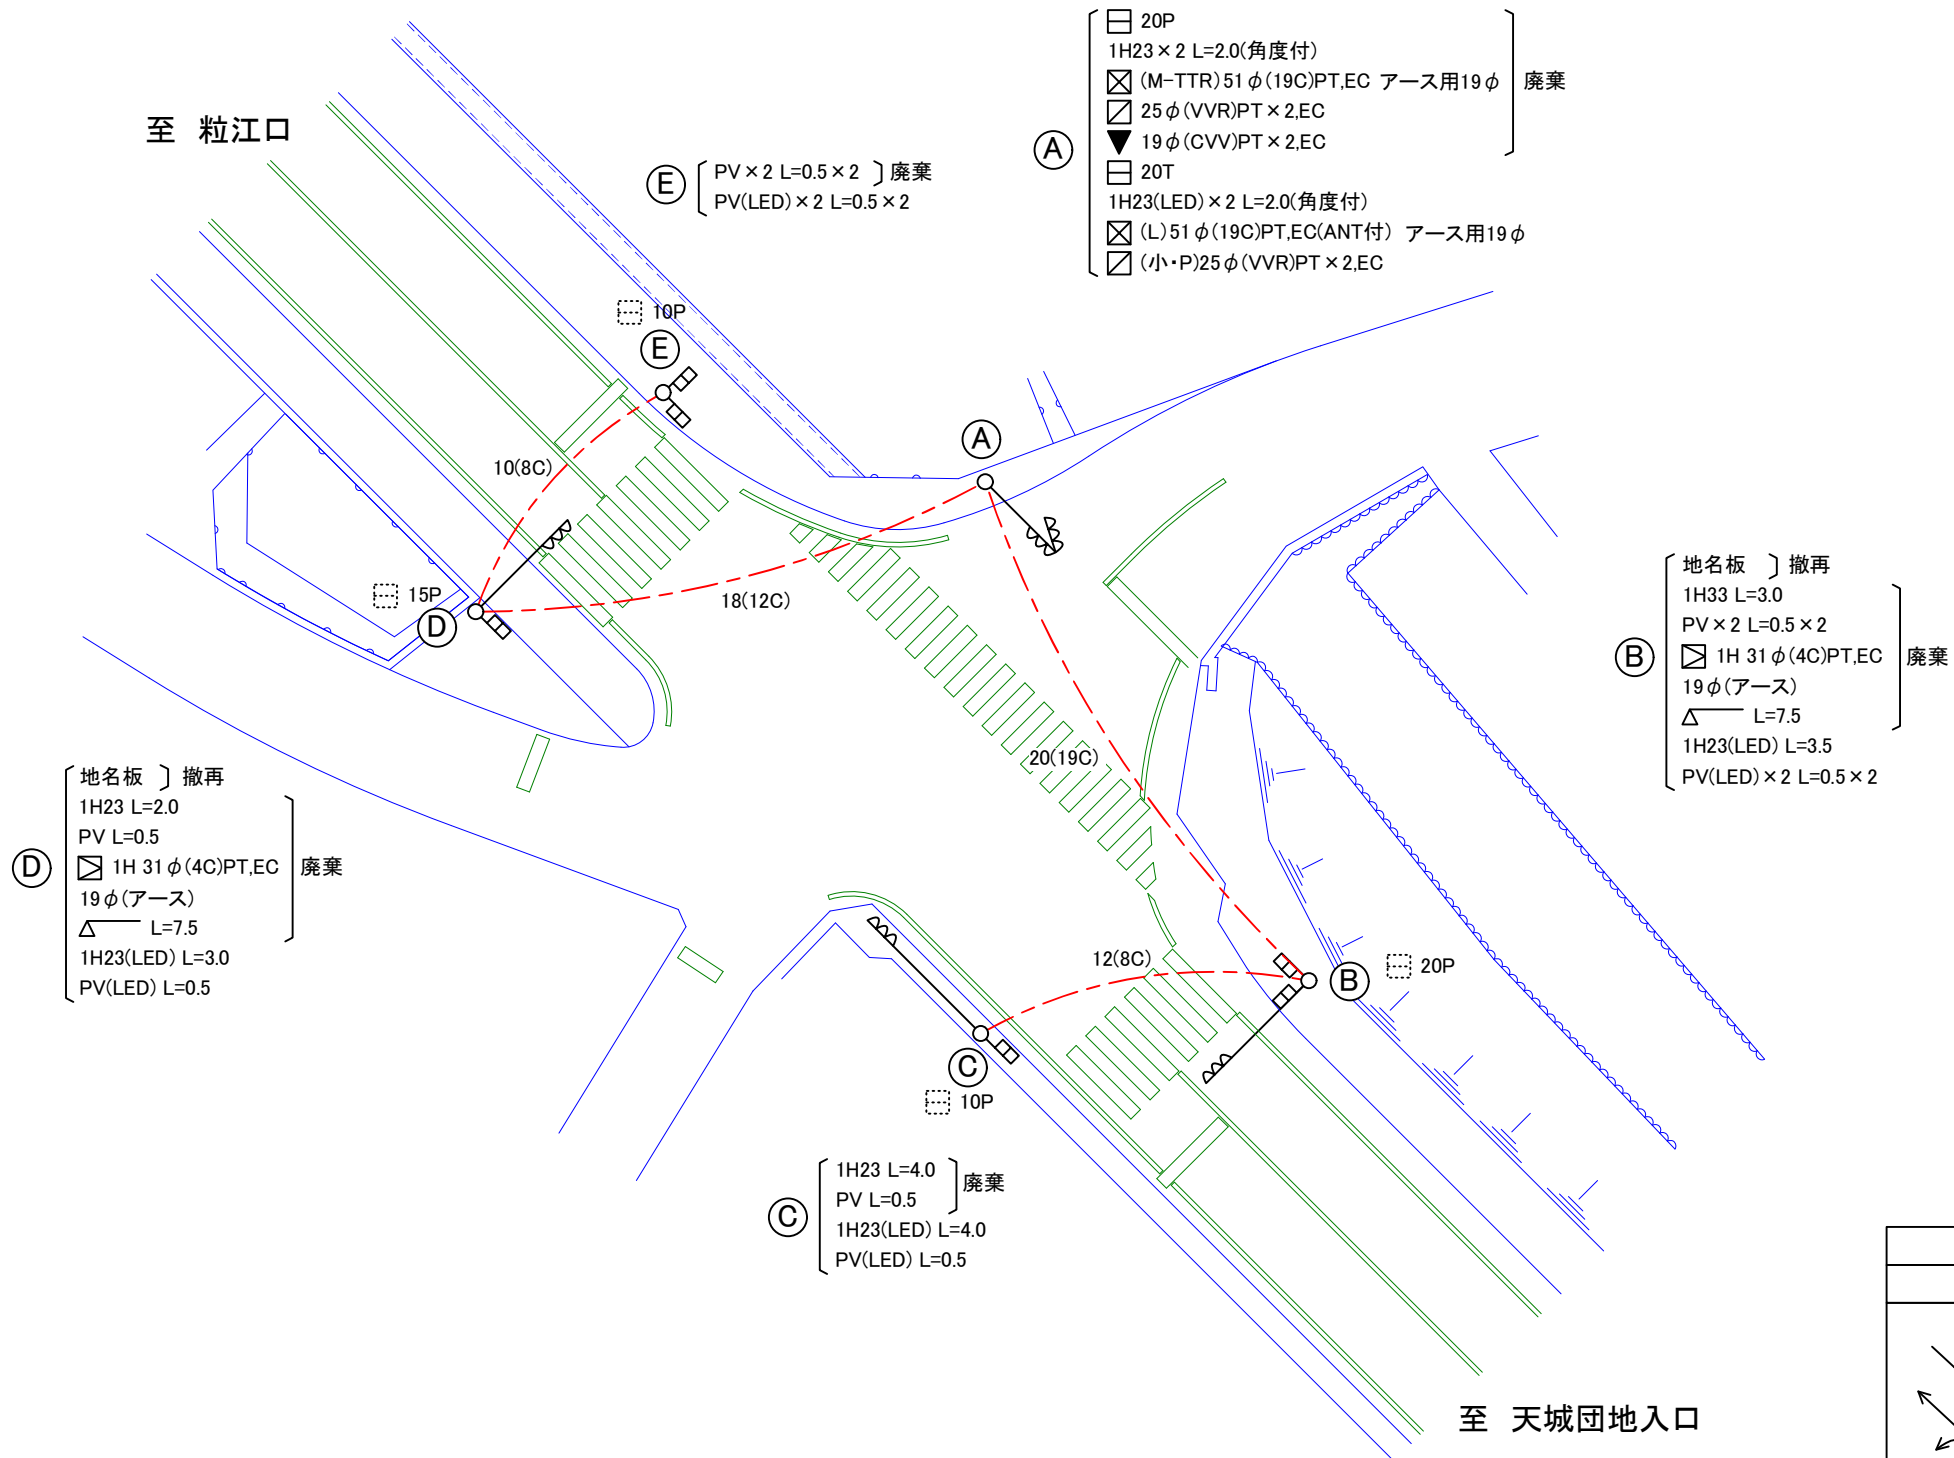 至 粒江口
Ⓔ
PV×2 L=0.5×2 廃棄
PV(LED)×2 L=0.5×2
Ⓐ
20P
1H23×2 L=2.0(角度付)
(M-TTR)51φ(19C)PT,EC アース用19φ 廃棄
25φ(VVR)PT×2,EC
19φ(CVV)PT×2,EC
20T
1H23(LED)×2 L=2.0(角度付)
(L)51φ(19C)PT,EC(ANT付) アース用19φ
(小・P)25φ(VVR)PT×2,EC
10P
Ⓔ
Ⓐ
10(8C)
15P
Ⓓ
18(12C)
20(19C)
Ⓑ
地名板 撤再
1H33 L=3.0
PV×2 L=0.5×2
1H 31φ(4C)PT,EC 廃棄
19φ(アース)
L=7.5
1H23(LED) L=3.5
PV(LED)×2 L=0.5×2
Ⓓ
地名板 撤再
1H23 L=2.0
PV L=0.5
1H 31φ(4C)PT,EC 廃棄
19φ(アース)
L=7.5
1H23(LED) L=3.0
PV(LED) L=0.5
12(8C)
Ⓑ
20P
Ⓒ
10P
Ⓒ
1H23 L=4.0
PV L=0.5 廃棄
1H23(LED) L=4.0
PV(LED) L=0.5
至 天城団地入口